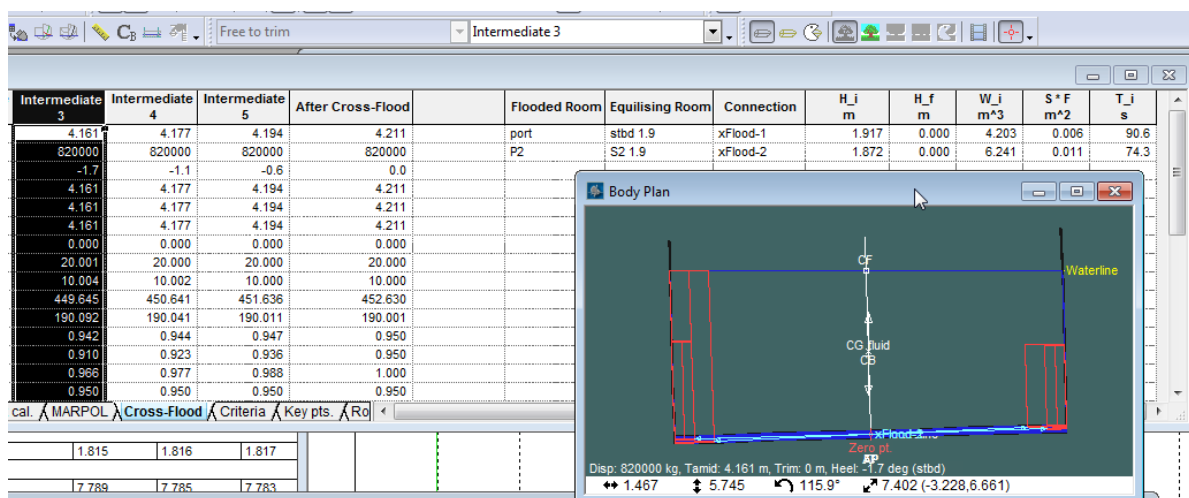 C_B Free to trim Intermediate 3
Intermediate 3 Intermediate 4 Intermediate 5 After Cross-Flood Flooded Room Equilising Room Connection H_i m H_f m W_i m^3 S * F m^2 T_i s
4.161 4.177 4.194 4.211 port stbd 1.9 xFlood-1 1.917 0.000 4.203 0.006 90.6
820000 820000 820000 820000 P2 S2 1.9 xFlood-2 1.872 0.000 6.241 0.011 74.3
-1.7 -1.1 -0.6 0.0
4.161 4.177 4.194 4.211
4.161 4.177 4.194 4.211
4.161 4.177 4.194 4.211
0.000 0.000 0.000 0.000
20.001 20.000 20.000 20.000
10.004 10.002 10.000 10.000
449.645 450.641 451.636 452.630
190.092 190.041 190.011 190.001
0.942 0.944 0.947 0.950
0.910 0.923 0.936 0.950
0.966 0.977 0.988 1.000
0.950 0.950 0.950 0.950
cal. MARPOL Cross-Flood Criteria Key pts. Ro
1.815 1.816 1.817
7.789 7.785 7.783
Body Plan
CF
Waterline
CG fluid
CB
Zero pt.
AP
Disp: 820000 kg, Tamid: 4.161 m, Trim: 0 m, Heel: -1.7 deg (stbd)
1.467 5.745 115.9° 7.402 (-3.228,6.661)